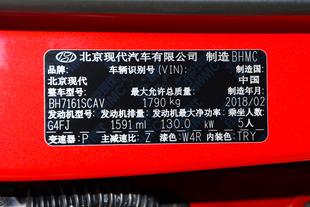 北京现代汽车有限公司 制造 BHMC
品牌: 车辆识别号(VIN): 制造国:
北京现代 中国
整车型号: 最大允许总质量: 制造年月:
BH7161SCAV 1790 kg 2018/02
发动机型号: 发动机排量: 发动机最大净功率: 乘坐人数:
G4FJ 1591 ml 130.0 kW 5人
变速器: P 主减速比: Z 漆色: W4R 内装色: TRY